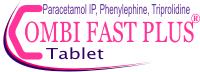 Paracetamol IP, Phenylephine, Triprolidine
COMBI FAST PLUS®
Tablet